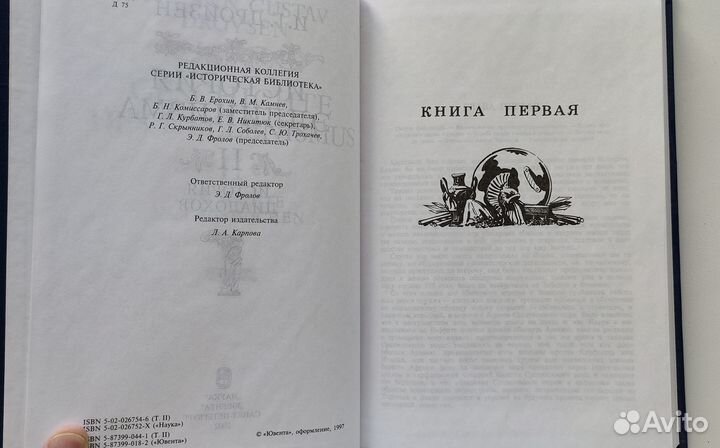 Д 75
РЕДАКЦИОННАЯ КОЛЛЕГИЯ
СЕРИИ «ИСТОРИЧЕСКАЯ БИБЛИОТЕКА»
Б. В. Ерохин, В. М. Камнев,
Б. Н. Комиссаров (заместитель председателя),
Г. Л. Курбатов, Е. В. Никитюк (секретарь),
Р. Г. Скрынников, Г. Л. Соболев, С. Ю. Трохачев,
Э. Д. Фролов (председатель)
Ответственный редактор
Э. Д. Фролов
Редактор издательства
Л. А. Карпова
ISBN 5-02-026754-6 (Т. II)
ISBN 5-02-026752-X («Наука»)
ISBN 5-87399-044-1 (Т. II)
ISBN 5-87399-018-2 («Ювента»)
© «Ювента», оформление, 1997
КНИГА ПЕРВАЯ
Avito